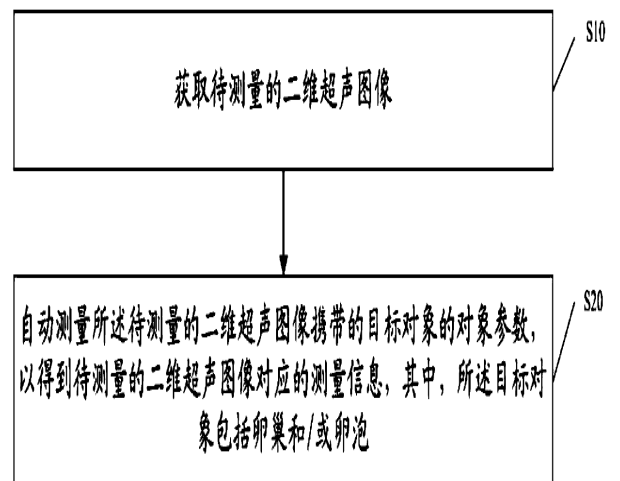 S10
获取待测量的二维超声图像
S20
自动测量所述待测量的二维超声图像携带的目标对象的对象参数，
以得到待测量的二维超声图像对应的测量信息，其中，所述目标对
象包括卵巢和/或卵泡